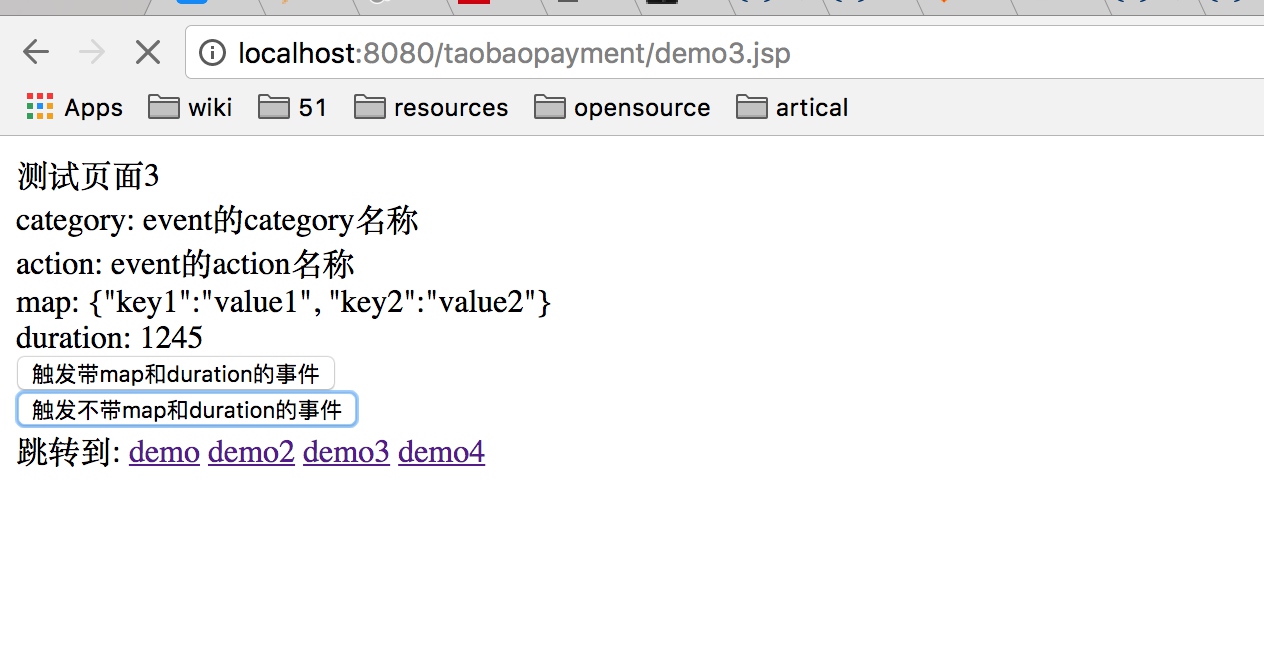 localhost:8080/taobaopayment/demo3.jsp
Apps wiki 51 resources opensource artical
测试页面3
category: event的category名称
action: event的action名称
map: {"key1":"value1", "key2":"value2"}
duration: 1245
触发带map和duration的事件
触发不带map和duration的事件
跳转到: demo demo2 demo3 demo4